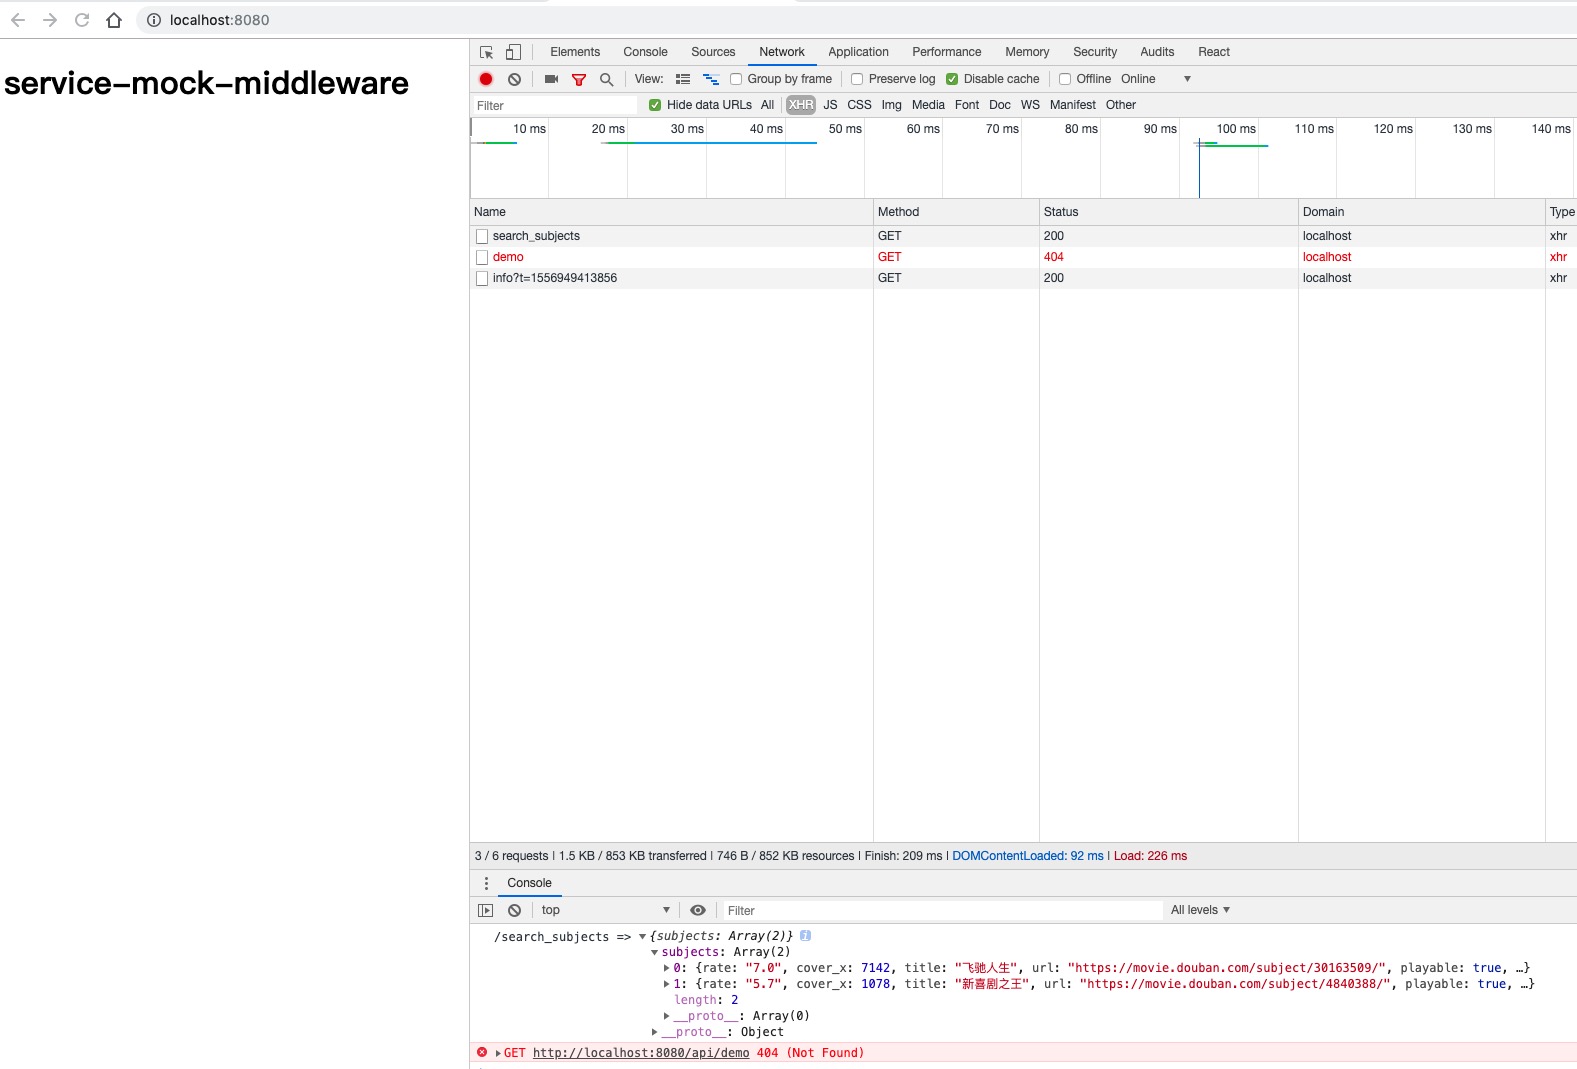 localhost:8080
service-mock-middleware
Elements Console Sources Network Application Performance Memory Security Audits React
View: Group by frame Preserve log Disable cache Offline Online
Filter Hide data URLs All XHR JS CSS Img Media Font Doc WS Manifest Other
10 ms 20 ms 30 ms 40 ms 50 ms 60 ms 70 ms 80 ms 90 ms 100 ms 110 ms 120 ms 130 ms 140 ms
Name Method Status Domain Type
search_subjects GET 200 localhost xhr
demo GET 404 localhost xhr
info?t=1556949413856 GET 200 localhost xhr
3 / 6 requests | 1.5 KB / 853 KB transferred | 746 B / 852 KB resources | Finish: 209 ms | DOMContentLoaded: 92 ms | Load: 226 ms
Console
top Filter All levels
/search_subjects => {subjects: Array(2)} i
subjects: Array(2)
0: {rate: "7.0", cover_x: 7142, title: "飞驰人生", url: "https://movie.douban.com/subject/30163509/", playable: true, …}
1: {rate: "5.7", cover_x: 1078, title: "新喜剧之王", url: "https://movie.douban.com/subject/4840388/", playable: true, …}
length: 2
__proto__: Array(0)
__proto__: Object
GET http://localhost:8080/api/demo 404 (Not Found)